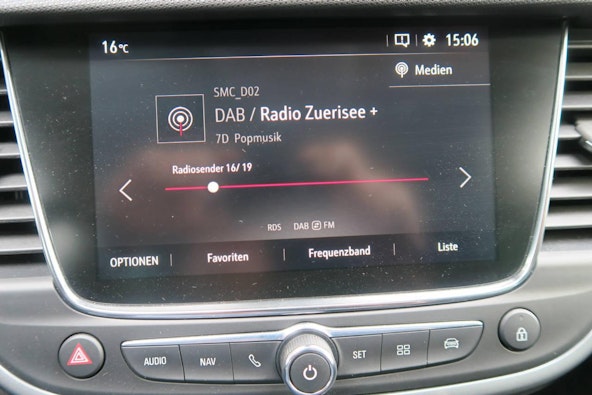 16°C
15:06
Medien
SMC_D02
DAB / Radio Zuerisee +
7D Popmusik
Radiosender 16/19
RDS DAB FM
OPTIONEN Favoriten Frequenzband Liste
AUDIO NAV SET